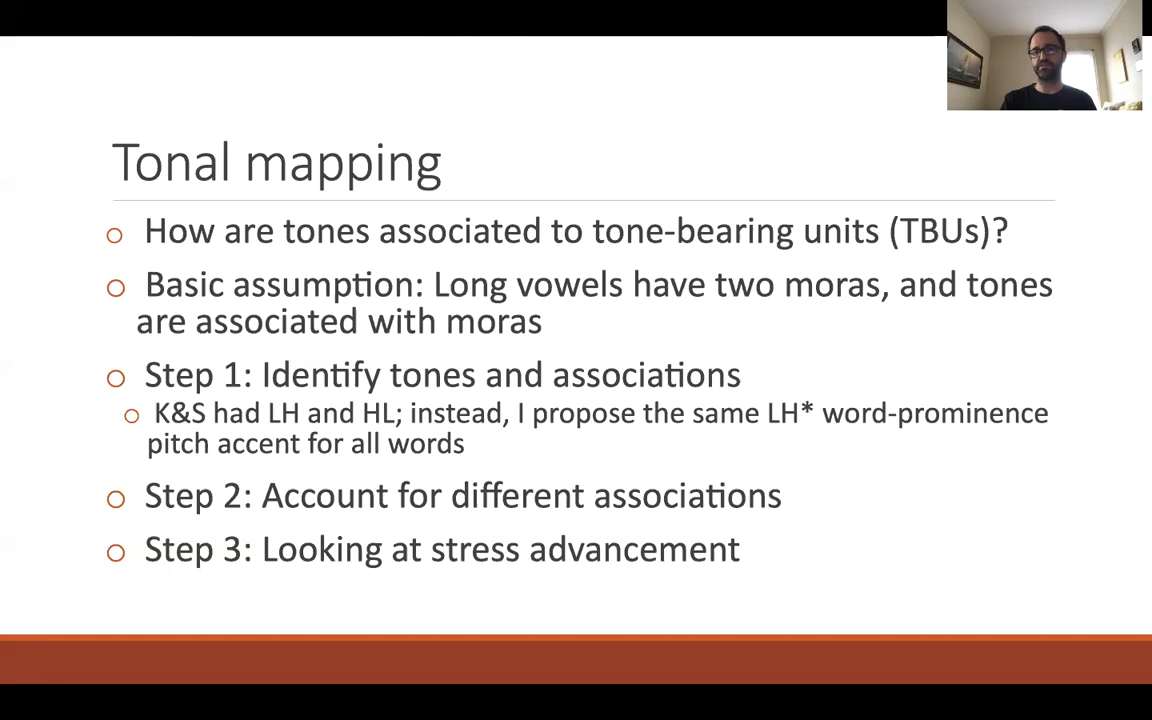 Tonal mapping
o How are tones associated to tone-bearing units (TBUs)?
o Basic assumption: Long vowels have two moras, and tones
are associated with moras
o Step 1: Identify tones and associations
o K&S had LH and HL; instead, I propose the same LH* word-prominence
pitch accent for all words
o Step 2: Account for different associations
o Step 3: Looking at stress advancement